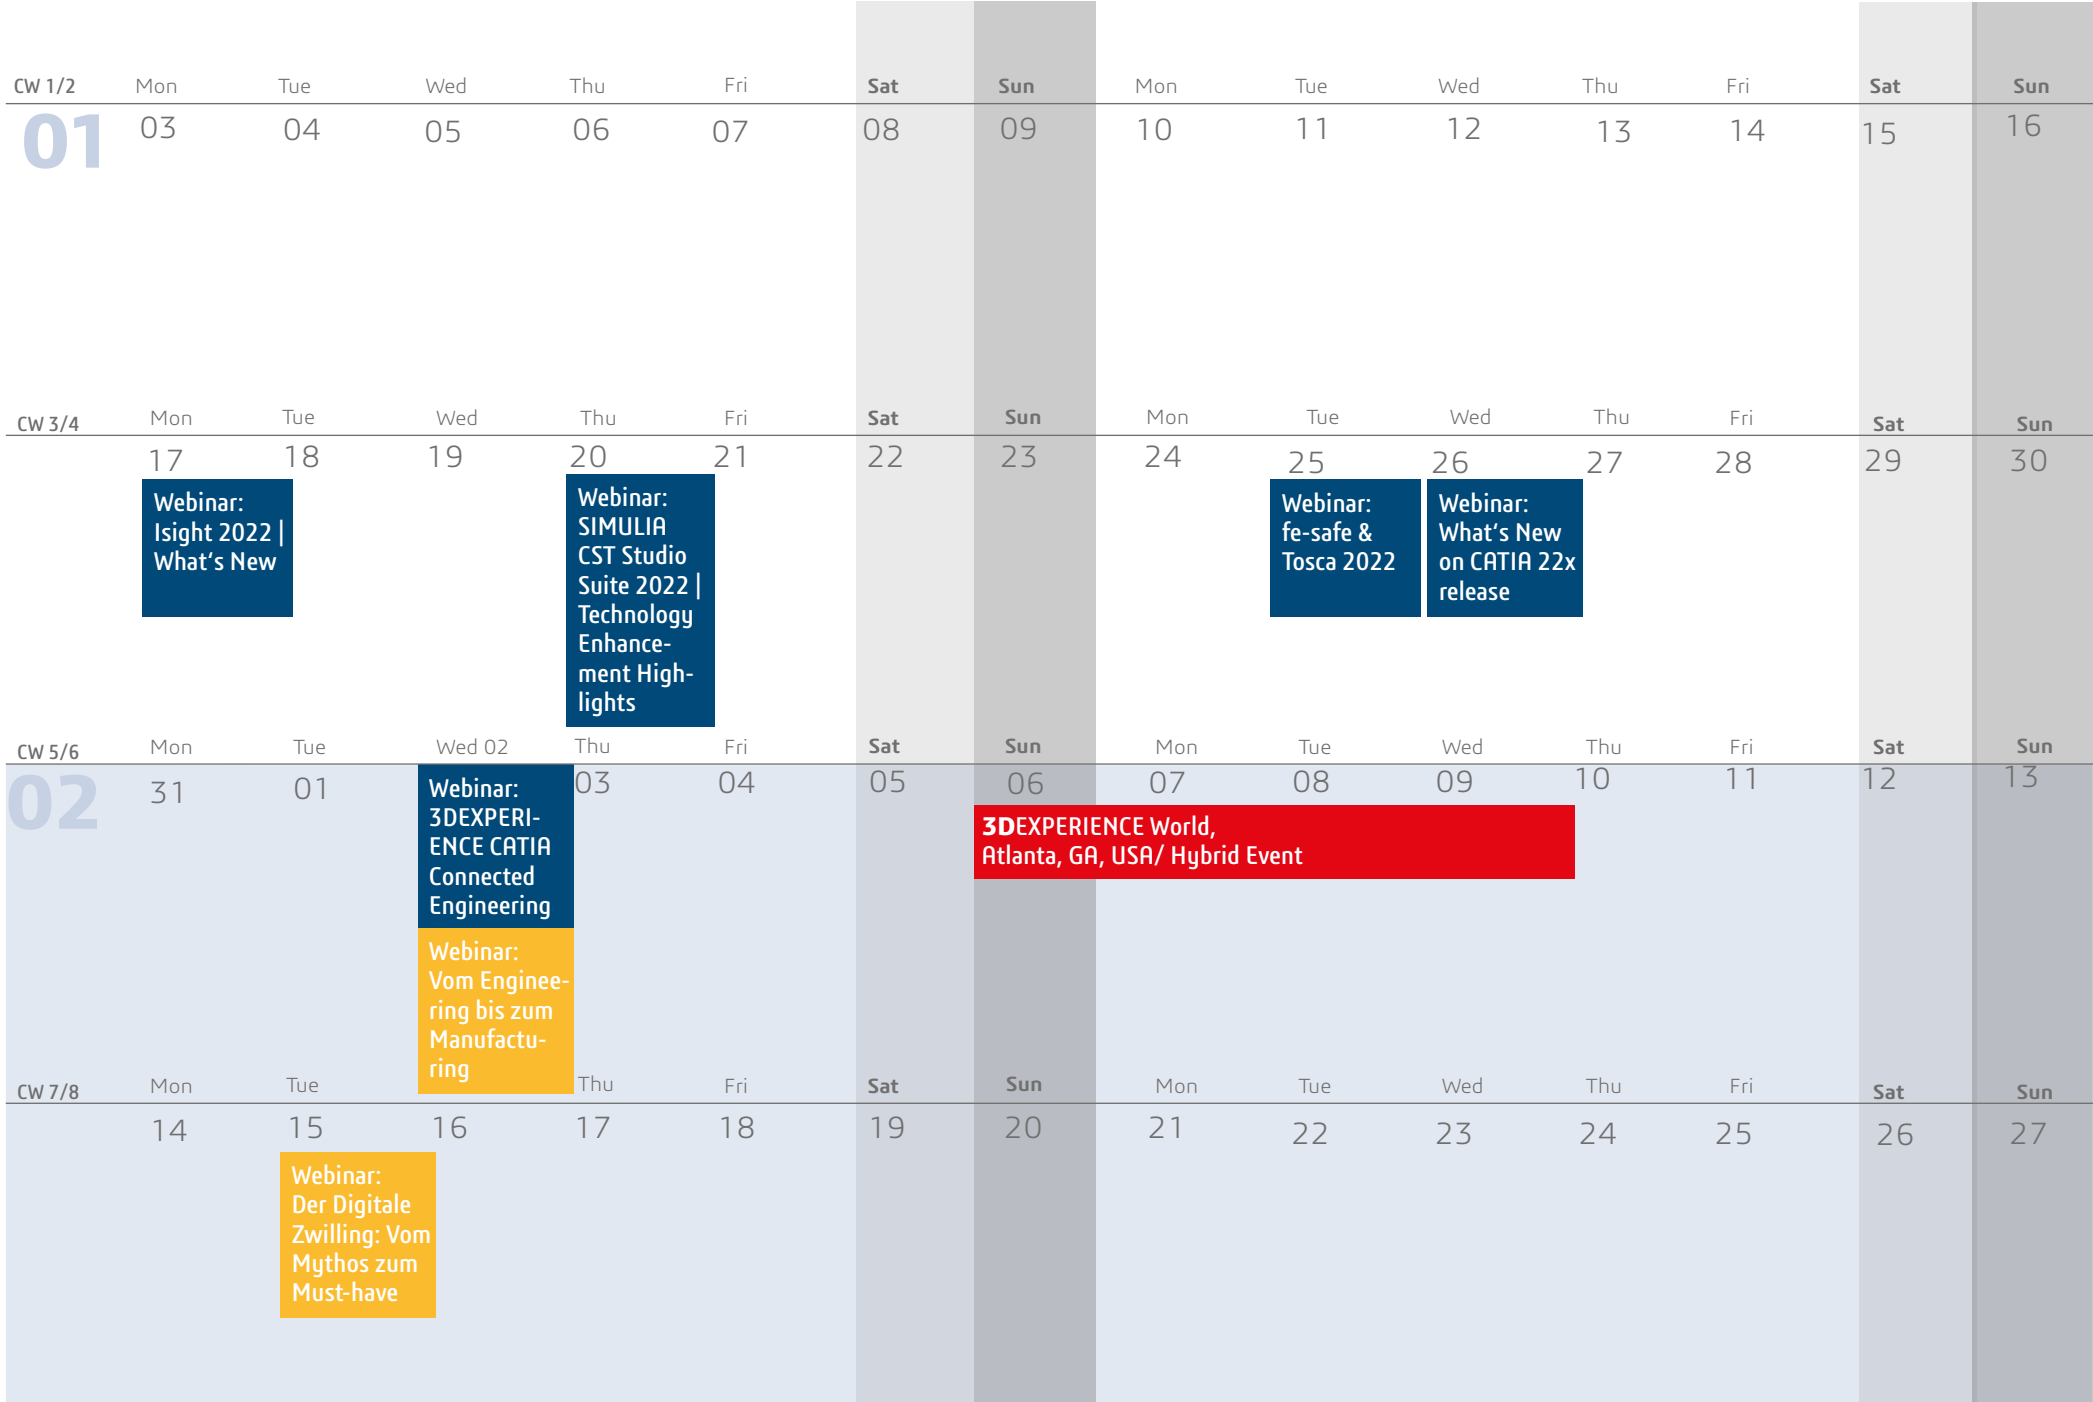 CW 1/2 Mon Tue Wed Thu Fri Sat Sun Mon Tue Wed Thu Fri Sat Sun
01 03 04 05 06 07 08 09 10 11 12 13 14 15 16
CW 3/4 Mon Tue Wed Thu Fri Sat Sun Mon Tue Wed Thu Fri Sat Sun
17 18 19 20 21 22 23 24 25 26 27 28 29 30
Webinar:
Isight 2022 |
What's New
Webinar:
SIMULIA
CST Studio
Suite 2022 |
Technology
Enhance-
ment High-
lights
Webinar:
fe-safe &
Tosca 2022
Webinar:
What's New
on CATIA 22x
release
CW 5/6 Mon Tue Wed 02 Thu Fri Sat Sun Mon Tue Wed Thu Fri Sat Sun
02 31 01 03 04 05 06 07 08 09 10 11 12 13
Webinar:
3DEXPERI-
ENCE CATIA
Connected
Engineering
Webinar:
Vom Enginee-
ring bis zum
Manufactu-
ring
3DEXPERIENCE World,
Atlanta, GA, USA/ Hybrid Event
CW 7/8 Mon Tue Thu Fri Sat Sun Mon Tue Wed Thu Fri Sat Sun
14 15 16 17 18 19 20 21 22 23 24 25 26 27
Webinar:
Der Digitale
Zwilling: Vom
Mythos zum
Must-have